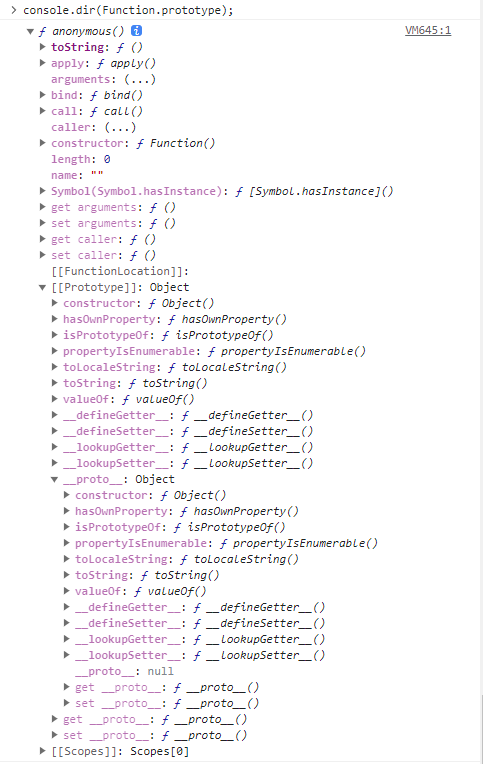 > console.dir(Function.prototype);
VM645:1
▼ ƒ anonymous() i
▶ toString: ƒ ()
▶ apply: ƒ apply()
arguments: (...)
▶ bind: ƒ bind()
▶ call: ƒ call()
caller: (...)
▶ constructor: ƒ Function()
length: 0
name: ""
▶ Symbol(Symbol.hasInstance): ƒ [Symbol.hasInstance]()
▶ get arguments: ƒ ()
▶ set arguments: ƒ ()
▶ get caller: ƒ ()
▶ set caller: ƒ ()
[[FunctionLocation]]:
▼ [[Prototype]]: Object
▶ constructor: ƒ Object()
▶ hasOwnProperty: ƒ hasOwnProperty()
▶ isPrototypeOf: ƒ isPrototypeOf()
▶ propertyIsEnumerable: ƒ propertyIsEnumerable()
▶ toLocaleString: ƒ toLocaleString()
▶ toString: ƒ toString()
▶ valueOf: ƒ valueOf()
▶ __defineGetter__: ƒ __defineGetter__()
▶ __defineSetter__: ƒ __defineSetter__()
▶ __lookupGetter__: ƒ __lookupGetter__()
▶ __lookupSetter__: ƒ __lookupSetter__()
▼ __proto__: Object
▶ constructor: ƒ Object()
▶ hasOwnProperty: ƒ hasOwnProperty()
▶ isPrototypeOf: ƒ isPrototypeOf()
▶ propertyIsEnumerable: ƒ propertyIsEnumerable()
▶ toLocaleString: ƒ toLocaleString()
▶ toString: ƒ toString()
▶ valueOf: ƒ valueOf()
▶ __defineGetter__: ƒ __defineGetter__()
▶ __defineSetter__: ƒ __defineSetter__()
▶ __lookupGetter__: ƒ __lookupGetter__()
▶ __lookupSetter__: ƒ __lookupSetter__()
__proto__: null
▶ get __proto__: ƒ __proto__()
▶ set __proto__: ƒ __proto__()
▶ get __proto__: ƒ __proto__()
▶ set __proto__: ƒ __proto__()
▶ [[Scopes]]: Scopes[0]